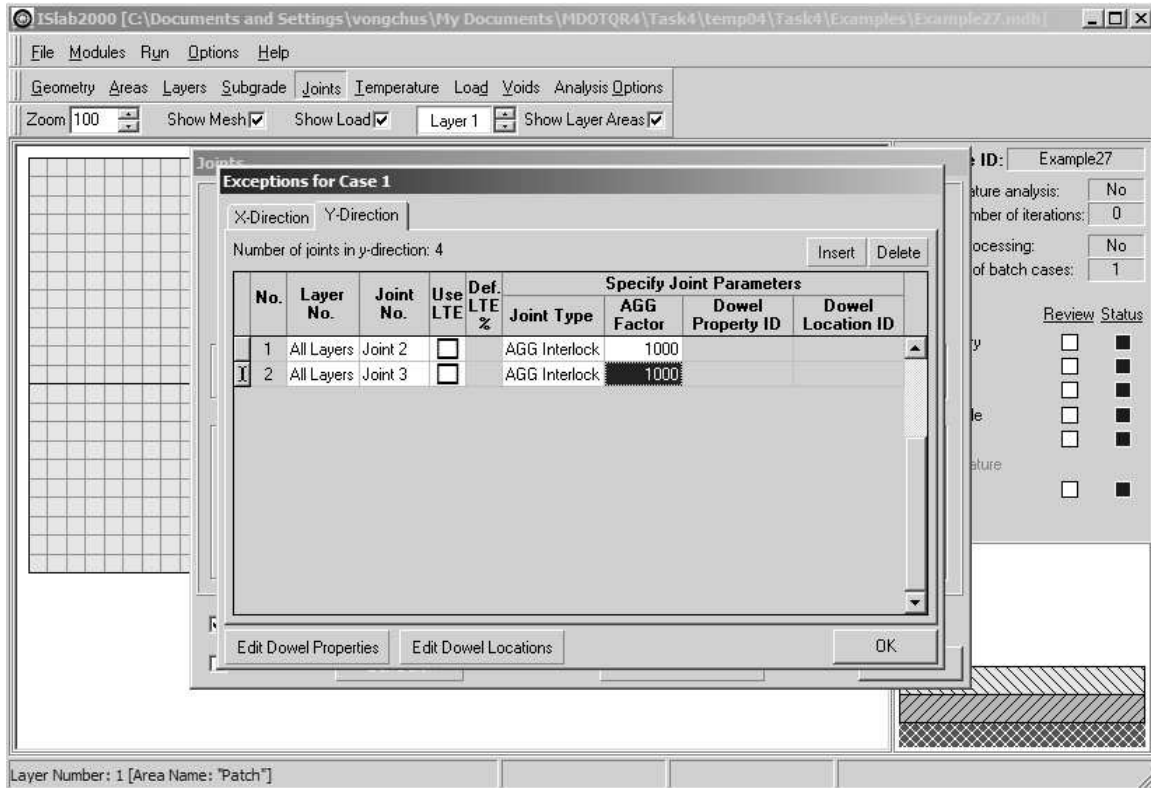 ISlab2000 [C:\Documents and Settings\vongchus\My Documents\MDOTQR4\Task4\temp04\Task4\Examples\Example27.mdb]
File Modules Run Options Help
Geometry Areas Layers Subgrade Joints Temperature Load Voids Analysis Options
Zoom 100 Show Mesh Show Load Layer 1 Show Layer Areas
Joints
ID: Example27
Exceptions for Case 1
ature analysis: No
X-Direction Y-Direction
mber of iterations: 0
Number of joints in y-direction: 4 Insert Delete
ocessing: No
of batch cases: 1
Specify Joint Parameters
No. Layer No. Joint No. Use LTE Def. LTE % Joint Type AGG Factor Dowel Property ID Dowel Location ID
Review Status
1 All Layers Joint 2 AGG Interlock 1000
y
2 All Layers Joint 3 AGG Interlock 1000
le
ature
Edit Dowel Properties Edit Dowel Locations OK
Layer Number: 1 [Area Name: "Patch"]